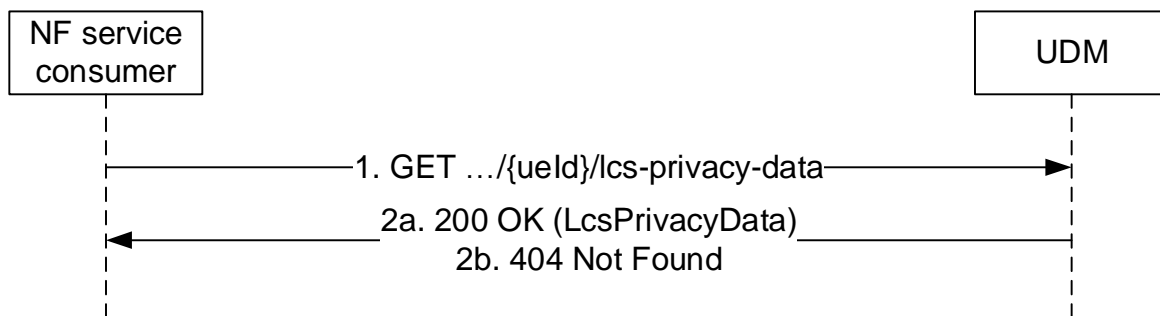 NF service
consumer
UDM
1. GET …/{ueId}/lcs-privacy-data
2a. 200 OK (LcsPrivacyData)
2b. 404 Not Found